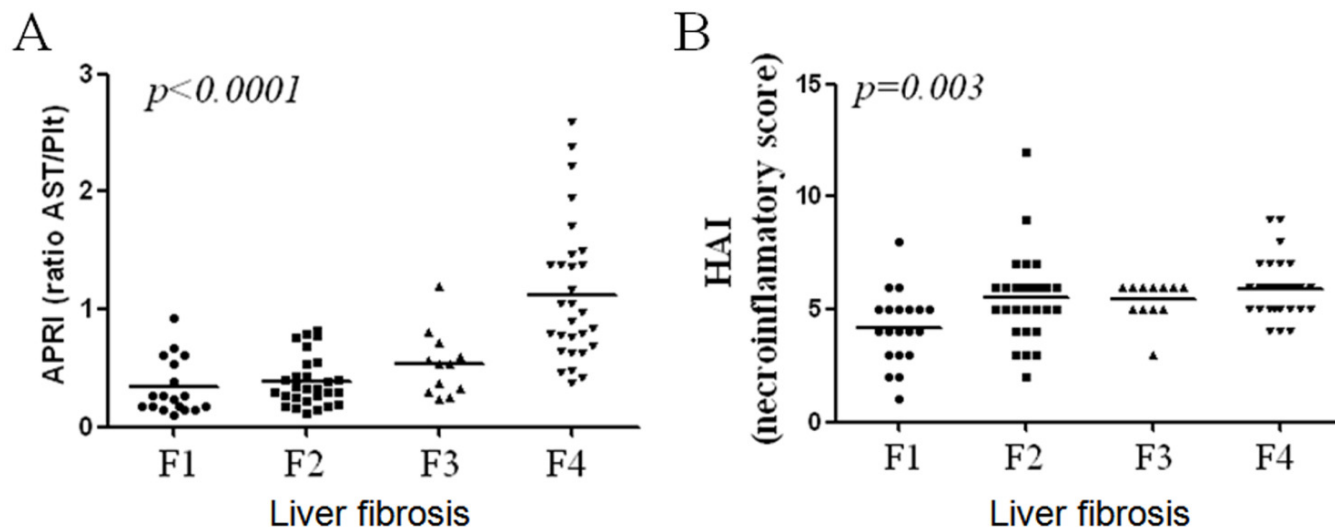 A
p<0.0001
APRI (ratio AST/Plt)
3
2
1
0
F1 F2 F3 F4
Liver fibrosis
B
p=0.003
HAI
(necroinflamatory score)
15
10
5
0
F1 F2 F3 F4
Liver fibrosis